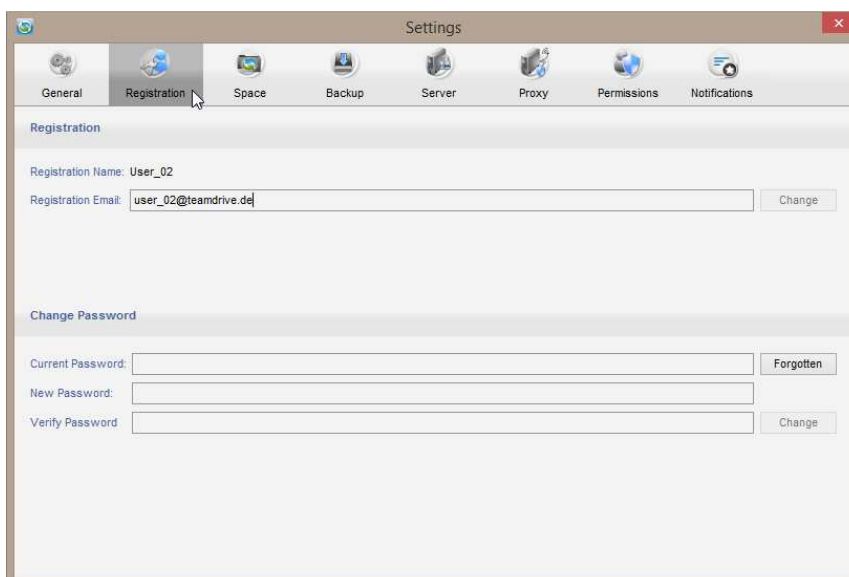 Settings
General Registration Space Backup Server Proxy Permissions Notifications
Registration
Registration Name: User_02
Registration Email: user_02@teamdrive.de Change
Change Password
Current Password: Forgotten
New Password:
Verify Password Change